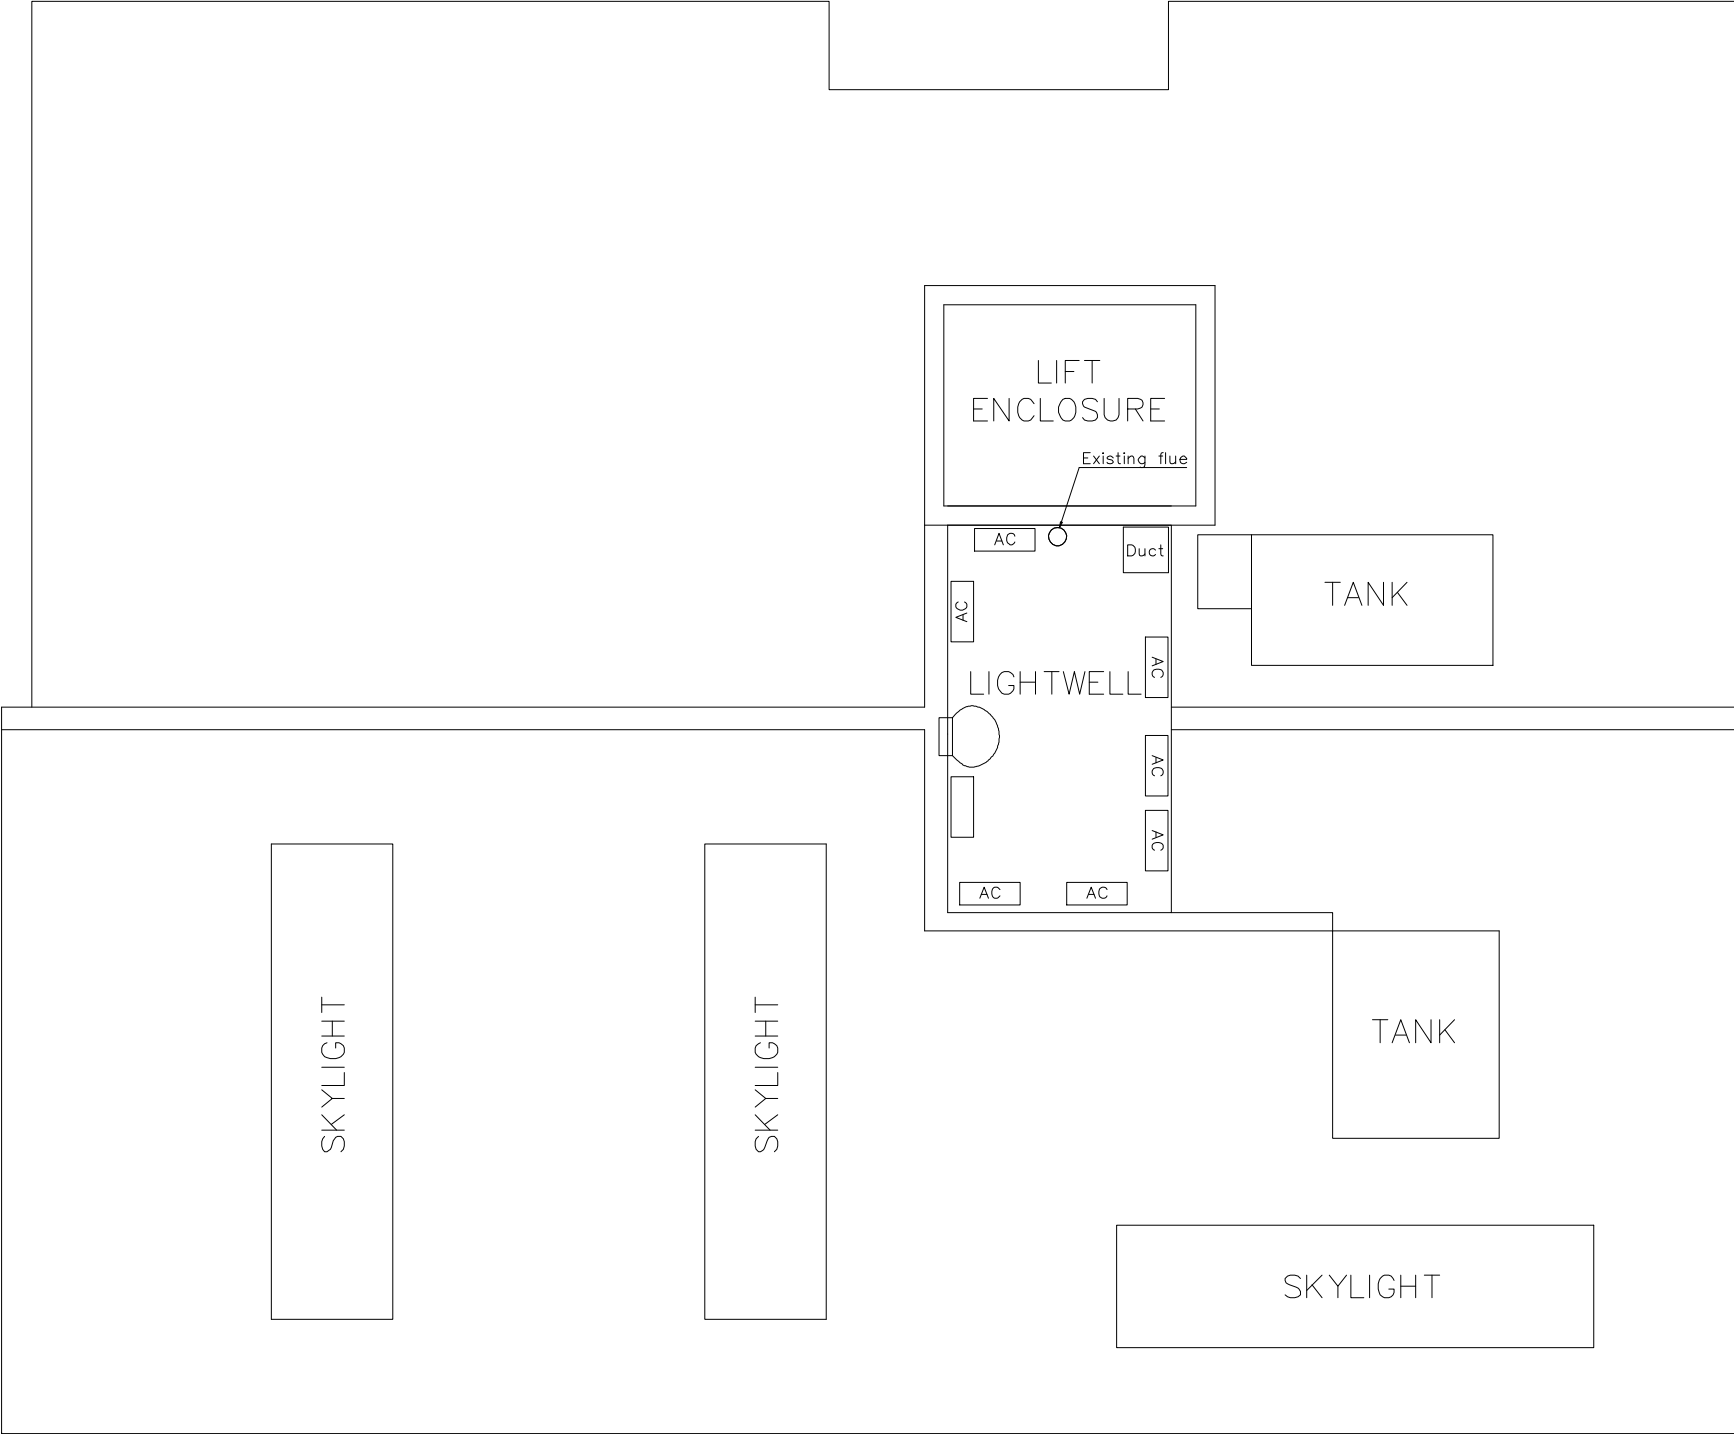 LIFT
ENCLOSURE
Existing flue
AC
Duct
AC
TANK
AC
LIGHTWELL
AC
AC
AC
AC
SKYLIGHT
SKYLIGHT
TANK
SKYLIGHT